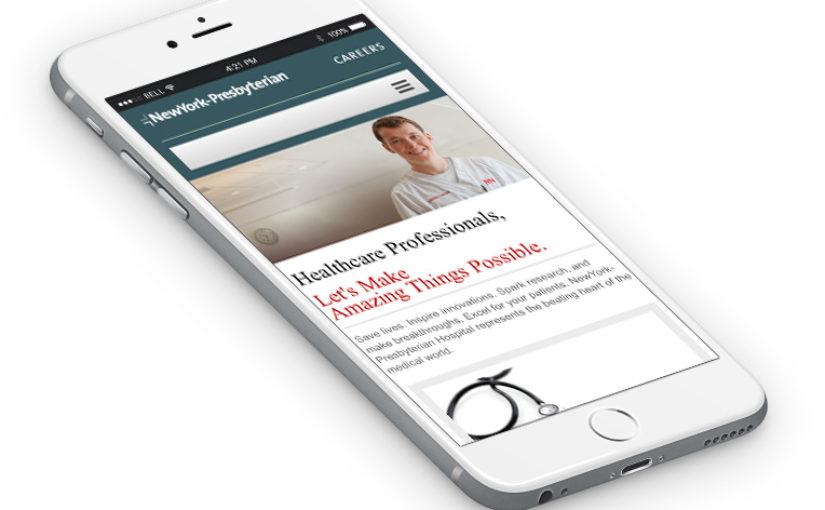 BELL 4:21 PM 100%
NewYork-Presbyterian CAREERS
RN
Healthcare Professionals,
Let's Make
Amazing Things Possible.
Save lives. Inspire innovations. Spark research, and
make breakthroughs, Excel for your patients. NewYork-
Presbyterian Hospital represents the beating heart of the
medical world.